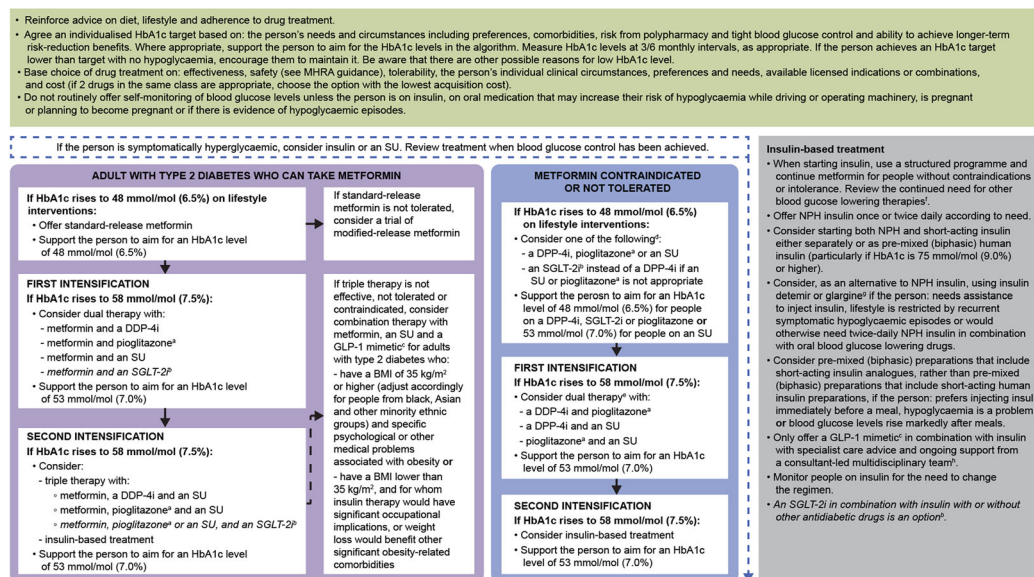 • Reinforce advice on diet, lifestyle and adherence to drug treatment.
• Agree an individualised HbA1c target based on: the person's needs and circumstances including preferences, comorbidities, risk from polypharmacy and tight blood glucose control and ability to achieve longer-term
risk-reduction benefits. Where appropriate, support the person to aim for the HbA1c levels in the algorithm. Measure HbA1c levels at 3/6 monthly intervals, as appropriate. If the person achieves an HbA1c target
lower than target with no hypoglycaemia, encourage them to maintain it. Be aware that there are other possible reasons for low HbA1c level.
• Base choice of drug treatment on: effectiveness, safety (see MHRA guidance), tolerability, the person's individual clinical circumstances, preferences and needs, available licensed indications or combinations,
and cost (if 2 drugs in the same class are appropriate, choose the option with the lowest acquisition cost).
• Do not routinely offer self-monitoring of blood glucose levels unless the person is on insulin, on oral medication that may increase their risk of hypoglycaemia while driving or operating machinery, is pregnant
or planning to become pregnant or if there is evidence of hypoglycaemic episodes.
If the person is symptomatically hyperglycaemic, consider insulin or an SU. Review treatment when blood glucose control has been achieved.
ADULT WITH TYPE 2 DIABETES WHO CAN TAKE METFORMIN
If HbA1c rises to 48 mmol/mol (6.5%) on lifestyle
interventions:
• Offer standard-release metformin
• Support the person to aim for an HbA1c level
of 48 mmol/mol (6.5%)
If standard-release
metformin is not tolerated,
consider a trial of
modified-release metformin
FIRST INTENSIFICATION
If HbA1c rises to 58 mmol/mol (7.5%):
• Consider dual therapy with:
- metformin and a DDP-4i
- metformin and pioglitazoneᵃ
- metformin and an SU
- metformin and an SGLT-2iᵇ
• Support the person to aim for an HbA1c level of
53 mmol/mol (7.0%)
SECOND INTENSIFICATION
If HbA1c rises to 58 mmol/mol (7.5%):
• Consider:
- triple therapy with:
◦ metformin, a DDP-4i and an SU
◦ metformin, pioglitazoneᵃ and an SU
◦ metformin, pioglitazoneᵃ or an SU, and an SGLT-2iᵇ
- insulin-based treatment
• Support the person to aim for an HbA1c level
of 53 mmol/mol (7.0%)
If triple therapy is not
effective, not tolerated or
contraindicated, consider
combination therapy with
metformin, an SU and a
GLP-1 mimeticᶜ for adults
with type 2 diabetes who:
- have a BMI of 35 kg/m²
or higher (adjust accordingly
for people from black, Asian
and other minority ethnic
groups) and specific
psychological or other
medical problems
associated with obesity or
- have a BMI lower than
35 kg/m², and for whom
insulin therapy would have
significant occupational
implications, or weight
loss would benefit other
significant obesity-related
comorbidities
METFORMIN CONTRAINDICATED
OR NOT TOLERATED
If HbA1c rises to 48 mmol/mol (6.5%)
on lifestyle interventions:
• Consider one of the followingᵈ:
- a DPP-4i, pioglitazoneᵃ or an SU
- an SGLT-2iᵇ instead of a DPP-4i if an
SU or pioglitazoneᵃ is not appropriate
• Support the person to aim for an HbA1c
level of 48 mmol/mol (6.5%) for people
on a DPP-4i, SGLT-2i or pioglitazone or
53 mmol/mol (7.0%) for people on an SU
FIRST INTENSIFICATION
If HbA1c rises to 58 mmol/mol (7.5%):
• Consider dual therapyᵉ with:
- a DDP-4i and pioglitazoneᵃ
- a DPP-4i and an SU
- pioglitazoneᵃ and an SU
• Support the person to aim for an HbA1c
level of 53 mmol/mol (7.0%)
SECOND INTENSIFICATION
If HbA1c rises to 58 mmol/mol (7.5%):
• Consider insulin-based treatment
• Support the person to aim for an HbA1c
level of 53 mmol/mol (7.0%)
Insulin-based treatment
• When starting insulin, use a structured programme and
continue metformin for people without contraindications
or intolerance. Review the continued need for other
blood gucose lowering therapiesᶠ.
• Offer NPH insulin once or twice daily according to need.
• Consider starting both NPH and short-acting insulin
either separately or as pre-mixed (biphasic) human
insulin (particularly if HbA1c is 75 mmol/mol (9.0%)
or higher).
• Consider, as an alternative to NPH insulin, using insulin
detemir or glargineᵍ if the person: needs assistance
to inject insulin, lifestyle is restricted by recurrent
symptomatic hypoglycaemic episodes or would
otherwise need twice-daily NPH insulin in combination
with oral blood glucose lowering drugs.
• Consider pre-mixed (biphasic) preparations that include
short-acting insulin analogues, rather than pre-mixed
(biphasic) preparations that include short-acting human
insulin preparations, if the person: prefers injecting insul
immediately before a meal, hypoglycaemia is a problem
or blood glucose levels rise markedly after meals.
• Only offer a GLP-1 mimeticᶜ in combination with insulin
with specialist care advice and ongoing support from
a consultant-led multidisciplinary teamʰ.
• Monitor people on insulin for the need to change
the regimen.
• An SGLT-2i in combination with insulin with or without
other antidiabetic drugs is an optionᵇ.